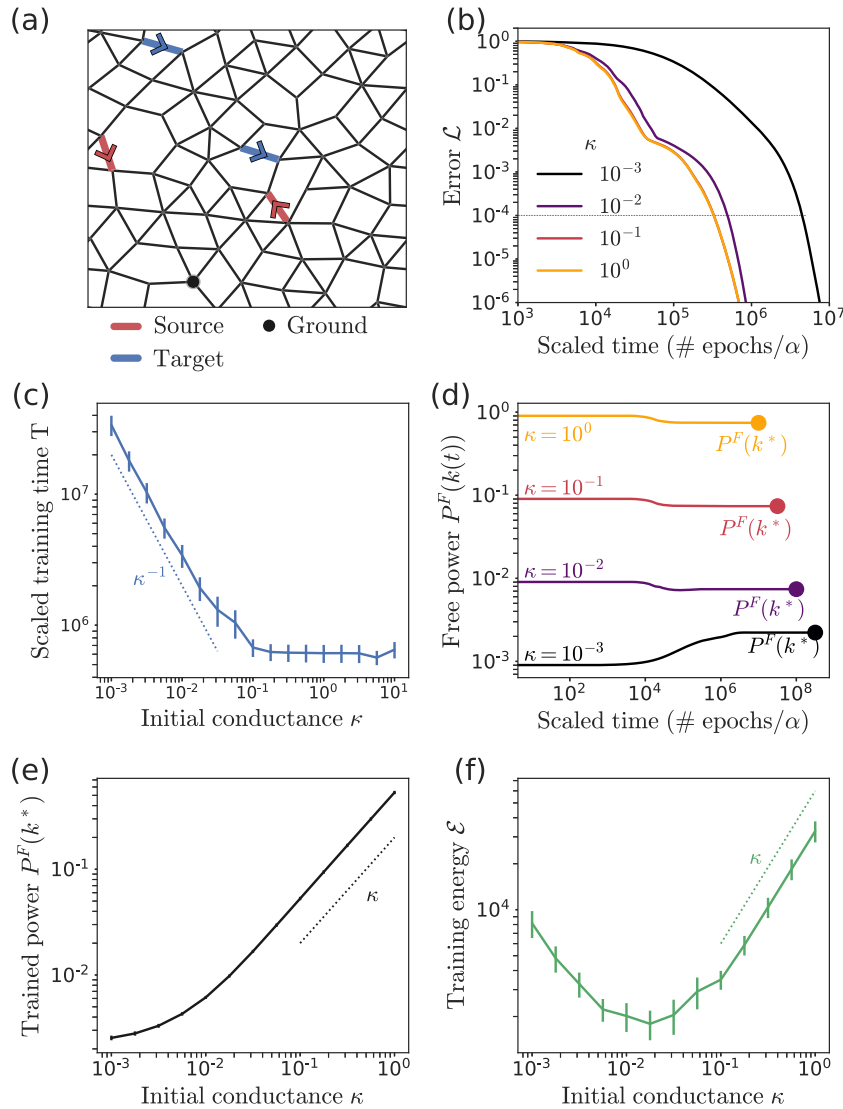 (a)
Source
Ground
Target
(b)
Error ℒ
10^0
10^-1
10^-2
10^-3
10^-4
10^-5
10^-6
κ
10^-3
10^-2
10^-1
10^0
10^3
10^4
10^5
10^6
10^7
Scaled time (# epochs/α)
(c)
Scaled training time T
10^7
10^6
κ^-1
10^-3
10^-2
10^-1
10^0
10^1
Initial conductance κ
(d)
Free power P^F(k(t))
10^0
10^-1
10^-2
10^-3
κ = 10^0
P^F(k*)
κ = 10^-1
P^F(k*)
κ = 10^-2
P^F(k*)
κ = 10^-3
P^F(k*)
10^2
10^4
10^6
10^8
Scaled time (# epochs/α)
(e)
Trained power P^F(k*)
10^-1
10^-2
κ
10^-3
10^-2
10^-1
10^0
Initial conductance κ
(f)
Training energy ℰ
10^4
κ
10^-3
10^-2
10^-1
10^0
Initial conductance κ